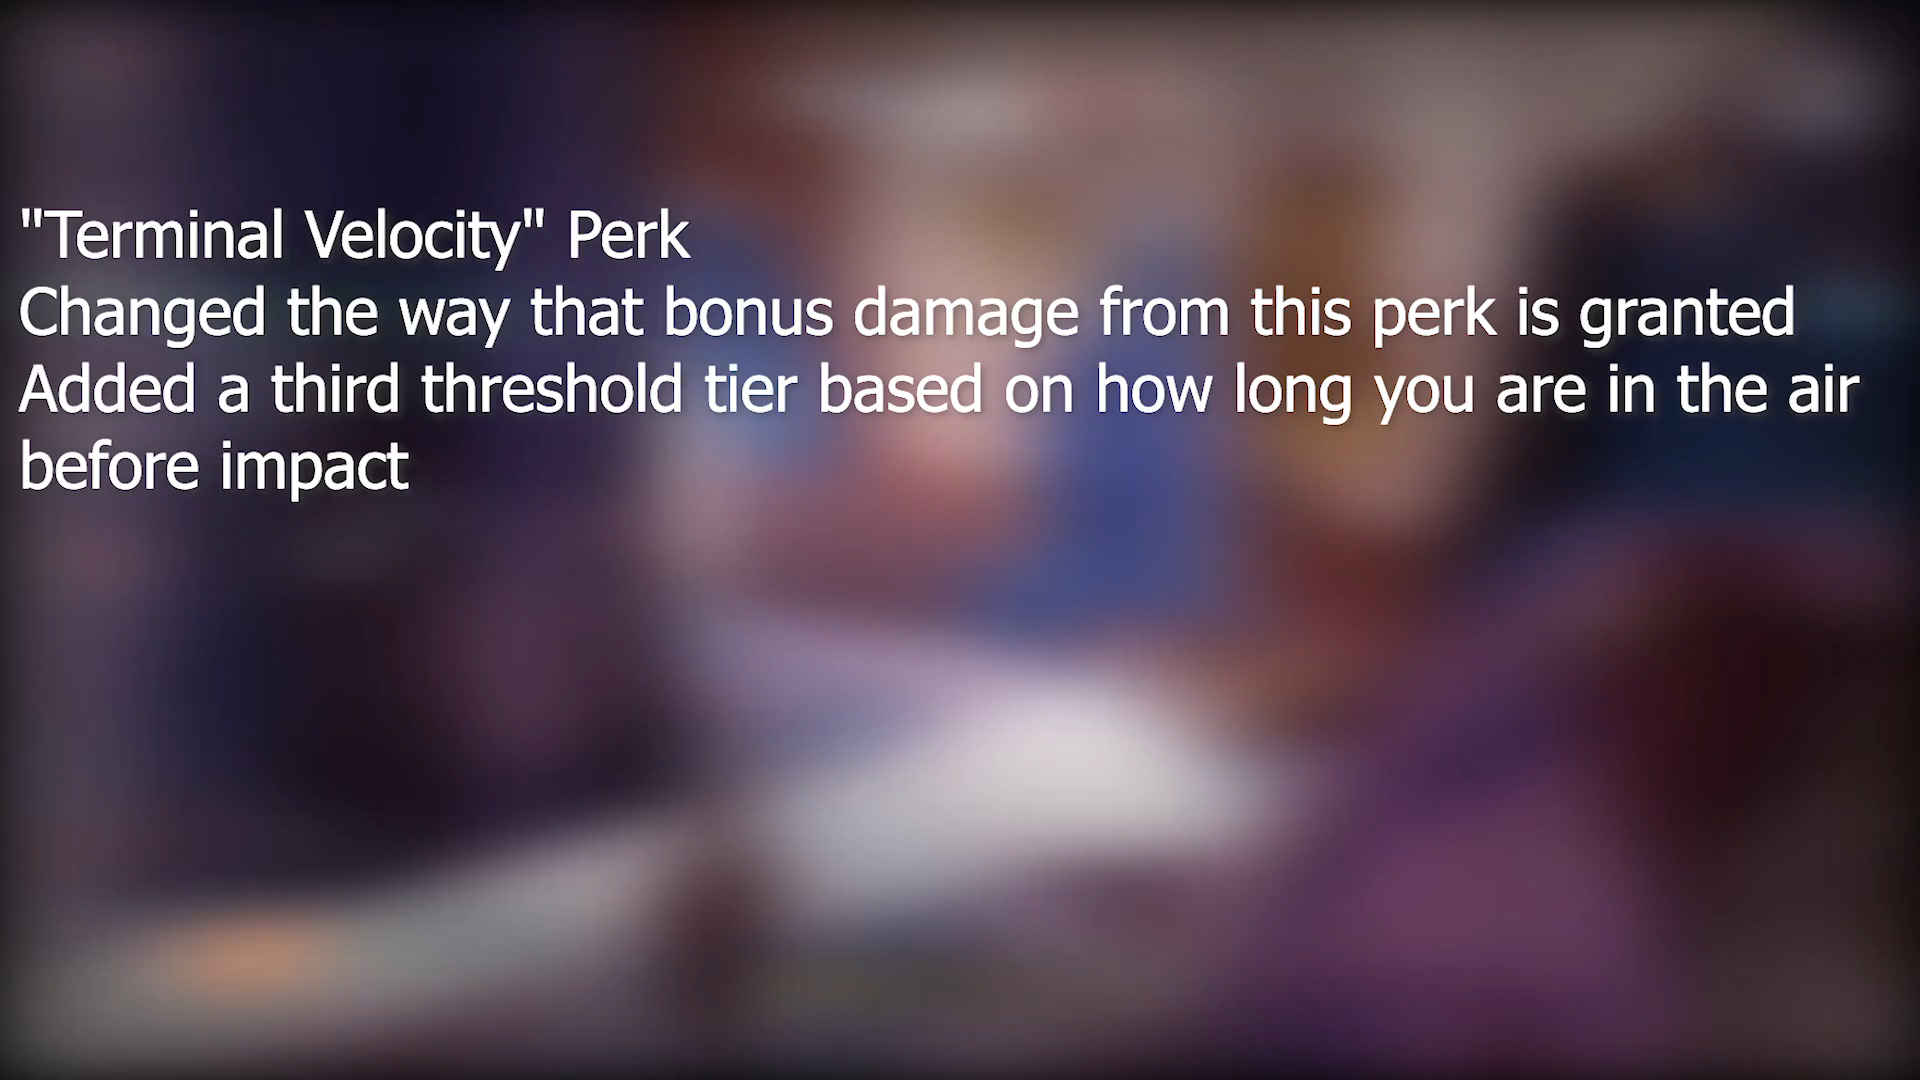 "Terminal Velocity" Perk
Changed the way that bonus damage from this perk is granted
Added a third threshold tier based on how long you are in the air
before impact